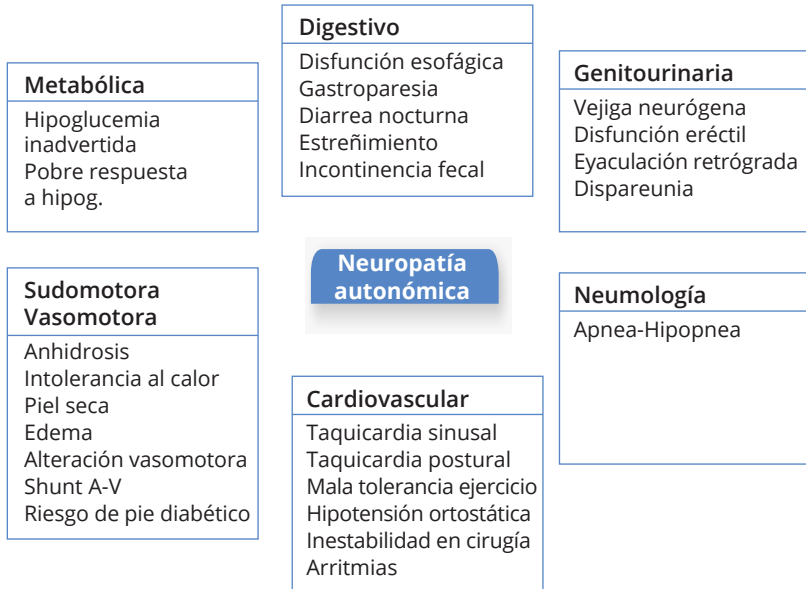 Digestivo
Disfunción esofágica
Gastroparesia
Diarrea nocturna
Estreñimiento
Incontinencia fecal
Metabólica
Hipoglucemia
inadvertida
Pobre respuesta
a hipog.
Genitourinaria
Vejiga neurógena
Disfunción eréctil
Eyaculación retrógrada
Dispareunia
Neuropatía
autonómica
Sudomotora
Vasomotora
Anhidrosis
Intolerancia al calor
Piel seca
Edema
Alteración vasomotora
Shunt A-V
Riesgo de pie diabético
Neumología
Apnea-Hipopnea
Cardiovascular
Taquicardia sinusal
Taquicardia postural
Mala tolerancia ejercicio
Hipotensión ortostática
Inestabilidad en cirugía
Arritmias